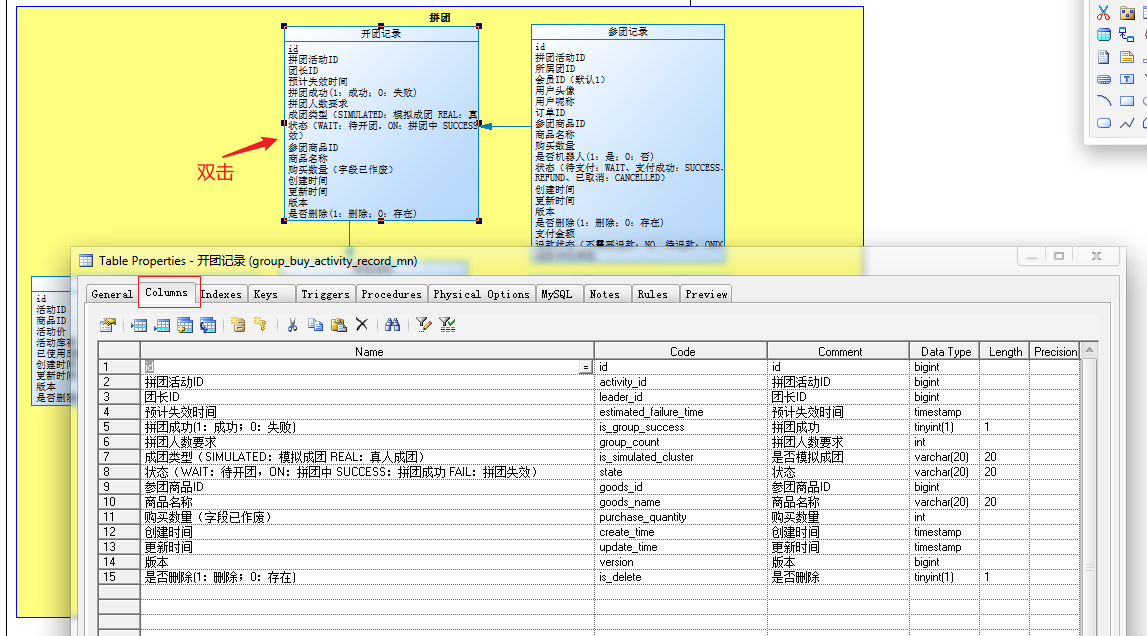 拼团
开团记录
id
拼团活动ID
团长ID
预计失效时间
拼团成功(1：成功；0：失败)
拼团人数要求
成团类型（SIMULATED：模拟成团 REAL：真
状态（WAIT：待开团，ON：拼团中 SUCCESS
效）
参团商品ID
商品名称
购买数量（字段已作废）
创建时间
更新时间
版本
是否删除(1：删除；0：存在)
参团记录
id
拼团活动ID
所属团ID
会员ID（默认1）
用户头像
用户昵称
订单ID
参团商品ID
商品名称
购买数量
是否机器人(1：是；0：否)
状态（待支付：WAIT、支付成功：SUCCESS、
REFUND、已取消：CANCELLED）
创建时间
更新时间
版本
是否删除(1：删除；0：存在)
支付金额
双击
id
活动ID
商品ID
活动价
活动库存
已使用
创建时间
更新时间
版本
是否删除
Table Properties - 开团记录 (group_buy_activity_record_mn)
General Columns Indexes Keys Triggers Procedures Physical Options MySQL Notes Rules Preview
Name Code Comment Data Type Length Precision
1 id = id id bigint
2 拼团活动ID activity_id 拼团活动ID bigint
3 团长ID leader_id 团长ID bigint
4 预计失效时间 estimated_failure_time 预计失效时间 timestamp
5 拼团成功(1：成功；0：失败) is_group_success 拼团成功 tinyint(1) 1
6 拼团人数要求 group_count 拼团人数要求 int
7 成团类型（SIMULATED：模拟成团 REAL：真人成团） is_simulated_cluster 是否模拟成团 varchar(20) 20
8 状态（WAIT：待开团，ON：拼团中 SUCCESS：拼团成功 FAIL：拼团失效） state 状态 varchar(20) 20
9 参团商品ID goods_id 参团商品ID bigint
10 商品名称 goods_name 商品名称 varchar(20) 20
11 购买数量（字段已作废） purchase_quantity 购买数量 int
12 创建时间 create_time 创建时间 timestamp
13 更新时间 update_time 更新时间 timestamp
14 版本 version 版本 bigint
15 是否删除(1：删除；0：存在) is_delete 是否删除 tinyint(1) 1